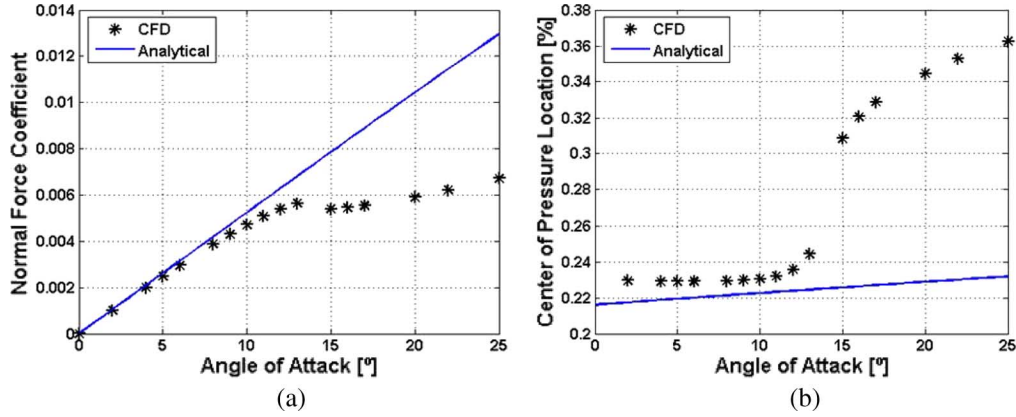 0.014
0.012
0.01
0.008
0.006
0.004
0.002
0
Normal Force Coefficient
CFD
Analytical
0 5 10 15 20 25
Angle of Attack [º]
(a)
0.38
0.36
0.34
0.32
0.3
0.28
0.26
0.24
0.22
0.2
Center of Pressure Location [%]
CFD
Analytical
0 5 10 15 20 25
Angle of Attack [º]
(b)